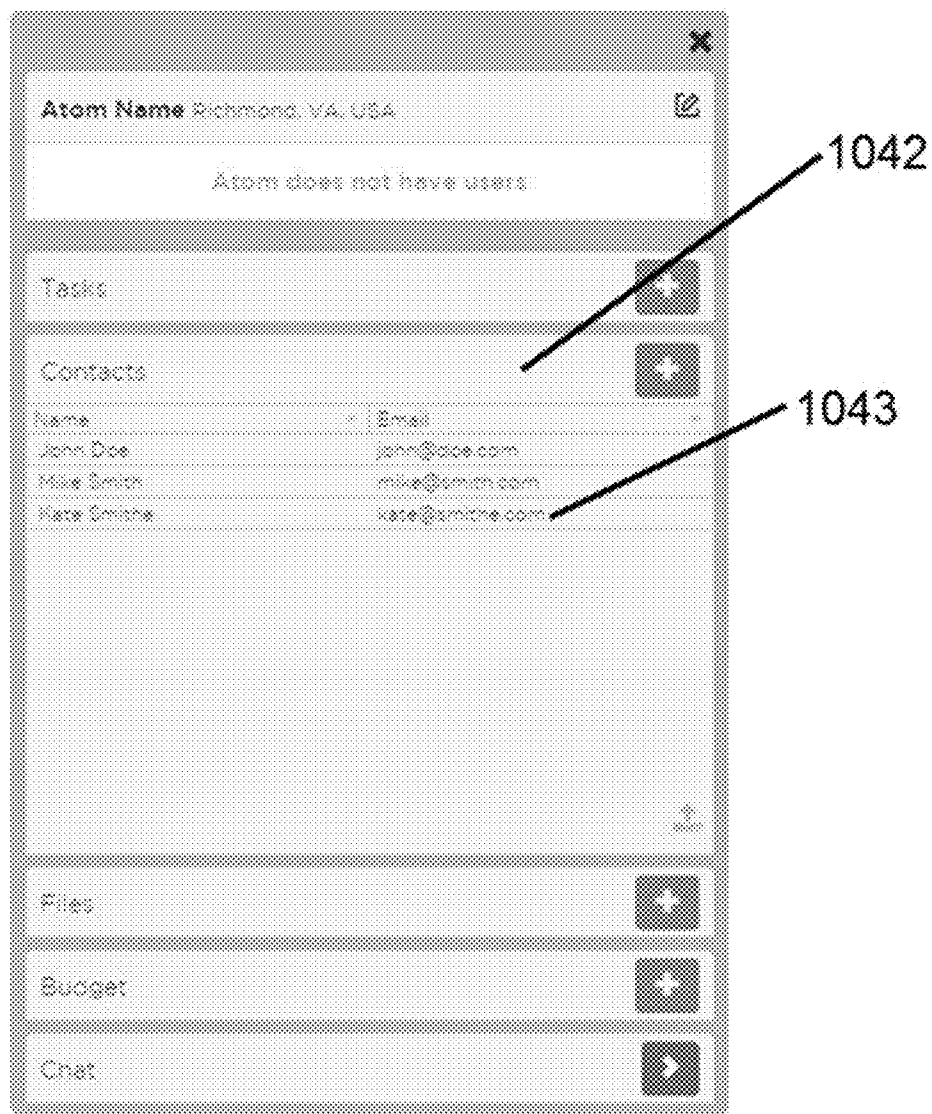 Atom Name Richmond, VA, USA
Atom does not have users
1042
Tasks
Contacts
1043
Name Email
John Doe john@doe.com
Mike Smith mike@smith.com
Kate Smithe kate@smithe.com
Files
Budget
Chat